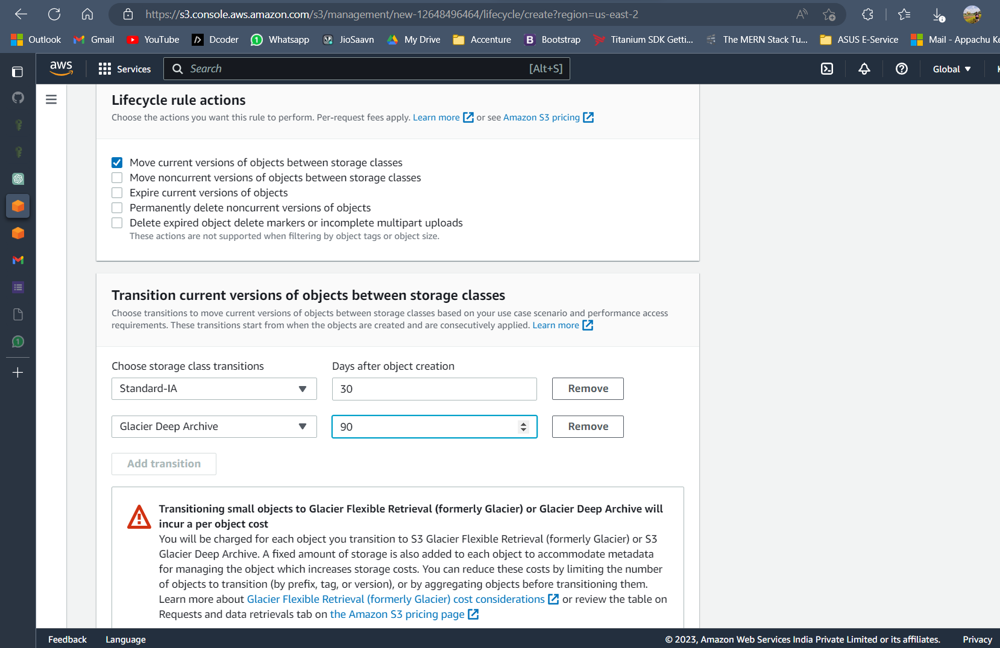 https://s3.console.aws.amazon.com/s3/management/new-12648496464/lifecycle/create?region=us-east-2
Outlook Gmail YouTube Dcoder Whatsapp JioSaavn My Drive Accenture Bootstrap Titanium SDK Getti... The MERN Stack Tu... ASUS E-Service Mail - Appachu
aws Services Search [Alt+S] Global
Lifecycle rule actions
Choose the actions you want this rule to perform. Per-request fees apply. Learn more or see Amazon S3 pricing
Move current versions of objects between storage classes
Move noncurrent versions of objects between storage classes
Expire current versions of objects
Permanently delete noncurrent versions of objects
Delete expired object delete markers or incomplete multipart uploads
These actions are not supported when filtering by object tags or object size.
Transition current versions of objects between storage classes
Choose transitions to move current versions of objects between storage classes based on your use case scenario and performance access
requirements. These transitions start from when the objects are created and are consecutively applied. Learn more
Choose storage class transitions Days after object creation
Standard-IA 30 Remove
Glacier Deep Archive 90 Remove
Add transition
Transitioning small objects to Glacier Flexible Retrieval (formerly Glacier) or Glacier Deep Archive will
incur a per object cost
You will be charged for each object you transition to S3 Glacier Flexible Retrieval (formerly Glacier) or S3
Glacier Deep Archive. A fixed amount of storage is also added to each object to accommodate metadata
for managing the object which increases storage costs. You can reduce these costs by limiting the number
of objects to transition (by prefix, tag, or version), or by aggregating objects before transitioning them.
Learn more about Glacier Flexible Retrieval (formerly Glacier) cost considerations or review the table on
Requests and data retrievals tab on the Amazon S3 pricing page
Feedback Language © 2023, Amazon Web Services India Private Limited or its affiliates. Privacy